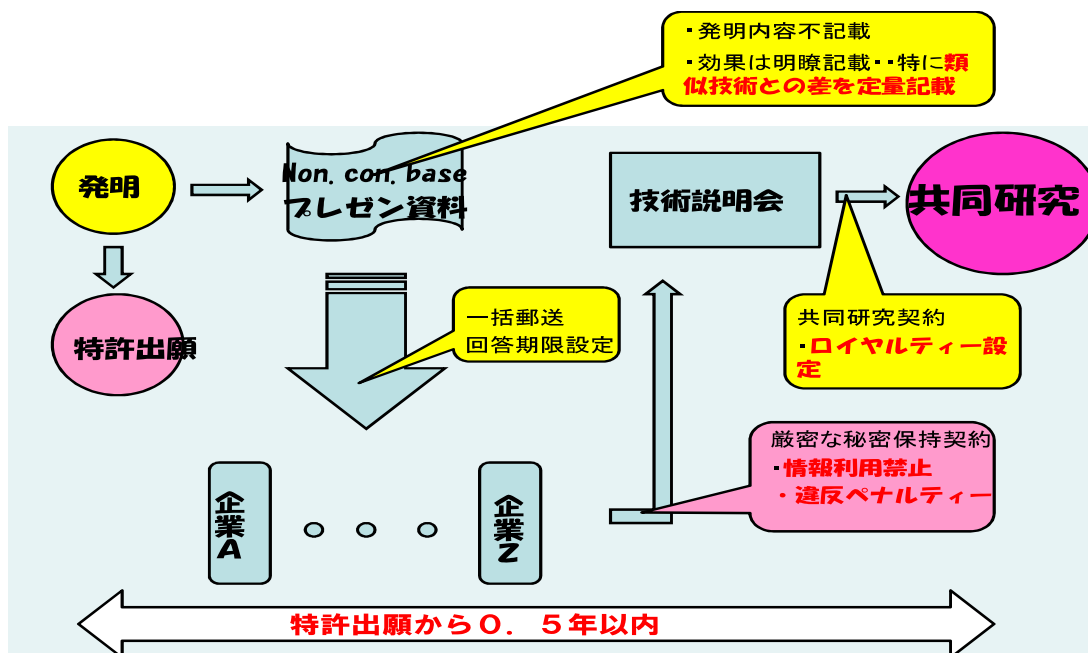 ・発明内容不記載
・効果は明瞭記載・・特に類
似技術との差を定量記載
発明
Non. con. base
プレゼン資料
技術説明会
共同研究
特許出願
一括郵送
回答期限設定
共同研究契約
・ロイヤルティー設
定
厳密な秘密保持契約
・情報利用禁止
・違反ペナルティー
企業A
企業Z
特許出願から０．５年以内